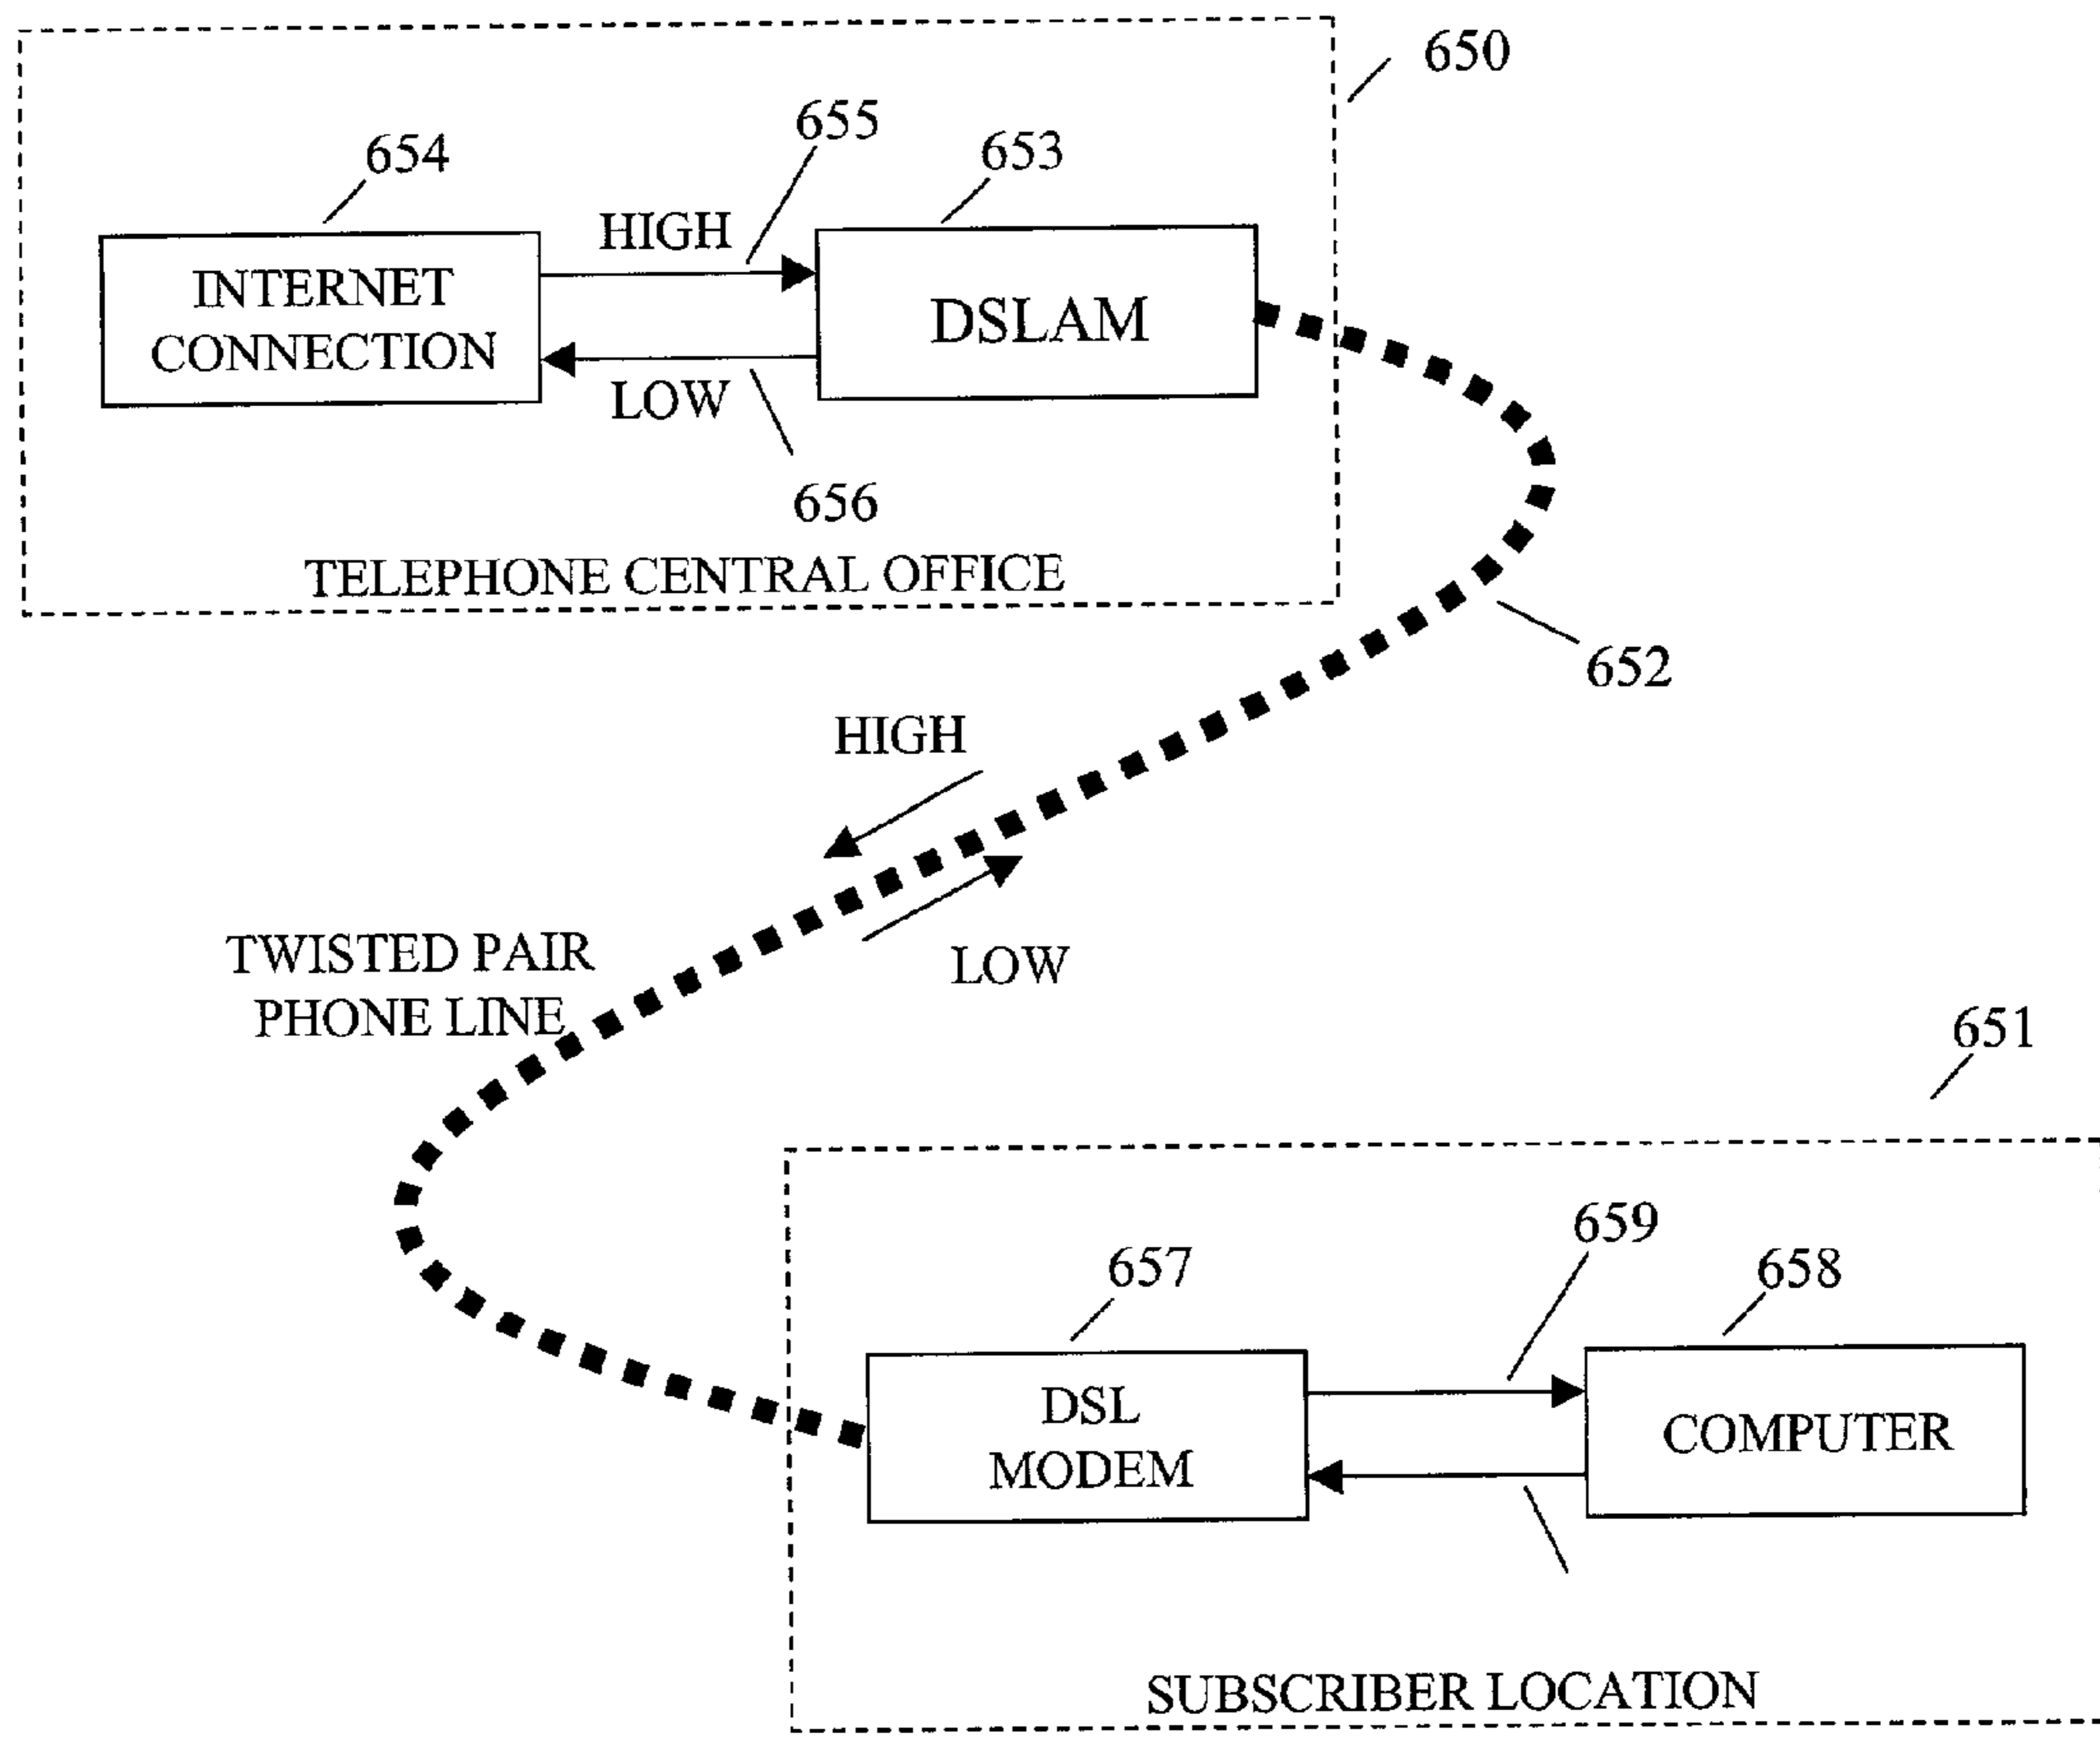 650
655
654
653
HIGH
INTERNET
CONNECTION
DSLAM
LOW
656
TELEPHONE CENTRAL OFFICE
652
HIGH
TWISTED PAIR
PHONE LINE
LOW
651
659
657
658
DSL
MODEM
COMPUTER
SUBSCRIBER LOCATION